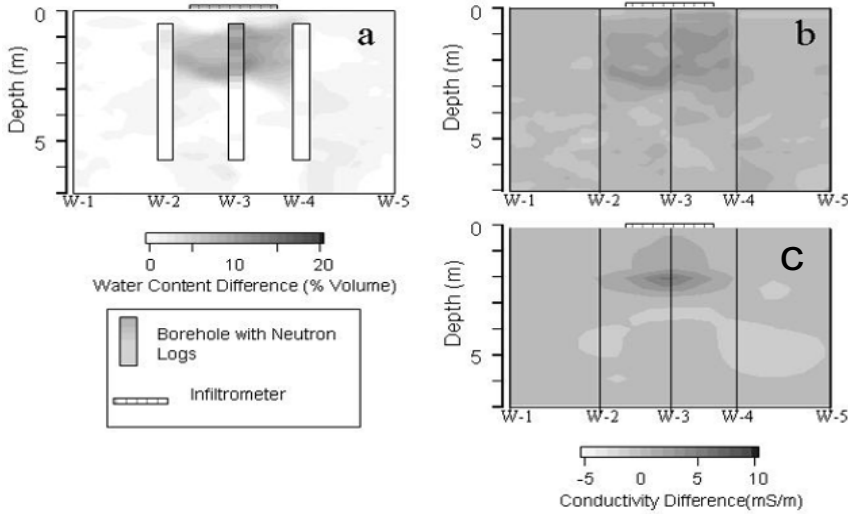 a
0
5
Depth (m)
W-1 W-2 W-3 W-4 W-5
0 10 20
Water Content Difference (% Volume)
Borehole with Neutron
Logs
Infiltrometer
b
0
5
Depth (m)
W-1 W-2 W-3 W-4 W-5
C
0
5
Depth (m)
W-1 W-2 W-3 W-4 W-5
-5 0 5 10
Conductivity Difference(mS/m)